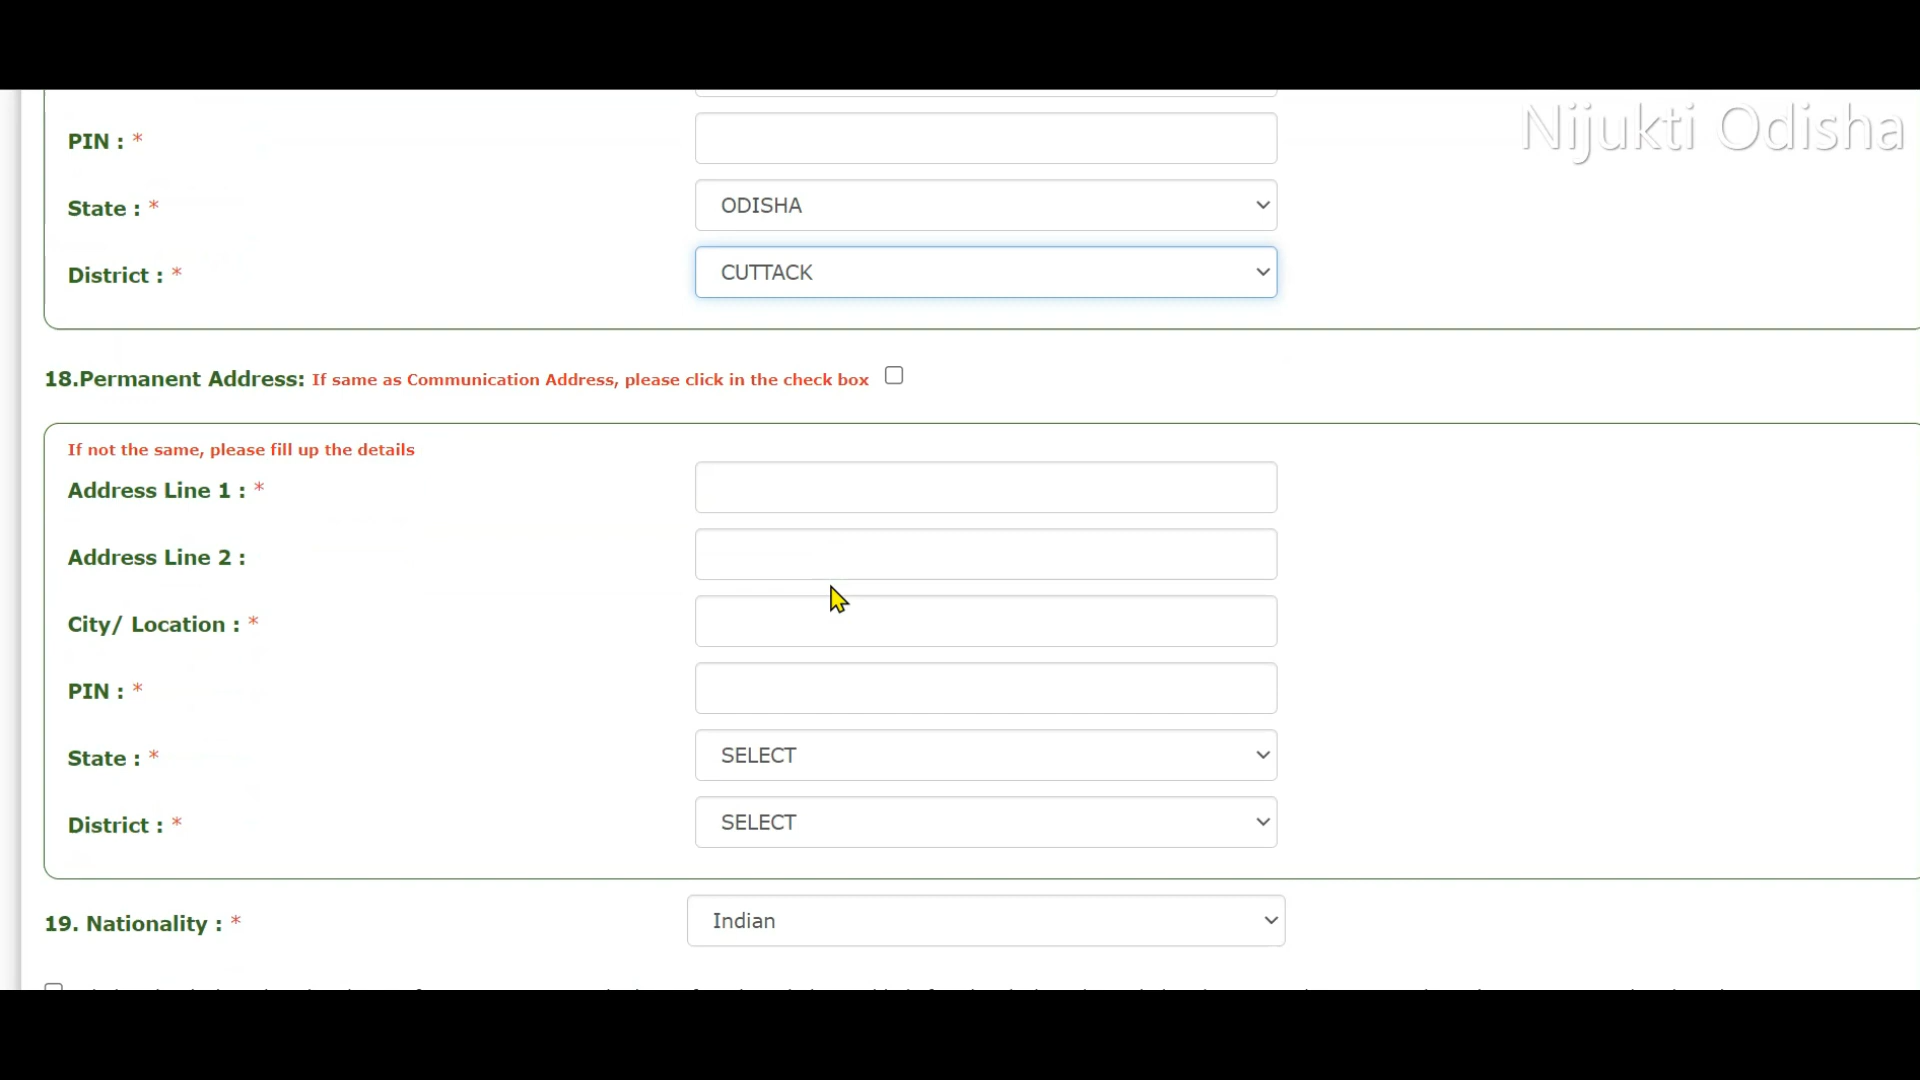 Nijukti Odisha
PIN : *
State : * ODISHA
District : * CUTTACK
18.Permanent Address: If same as Communication Address, please click in the check box
If not the same, please fill up the details
Address Line 1 : *
Address Line 2 :
City/ Location : *
PIN : *
State : * SELECT
District : * SELECT
19. Nationality : * Indian